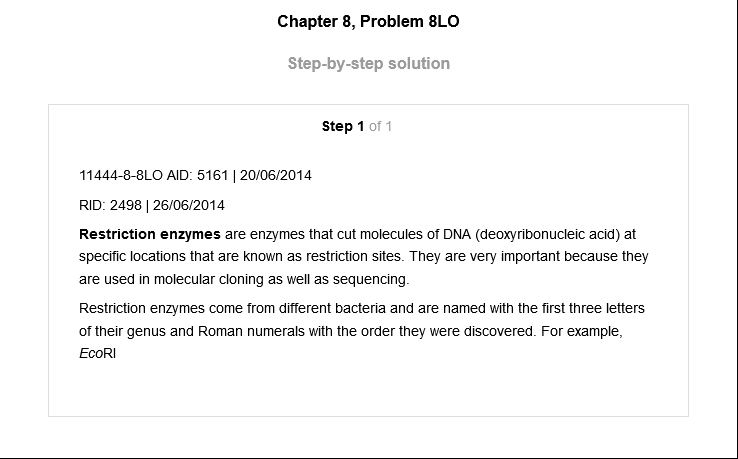 Chapter 8, Problem 8LO
Step-by-step solution
Step 1 of 1
11444-8-8LO AID: 5161 | 20/06/2014
RID: 2498 | 26/06/2014
Restriction enzymes are enzymes that cut molecules of DNA (deoxyribonucleic acid) at
specific locations that are known as restriction sites. They are very important because they
are used in molecular cloning as well as sequencing.
Restriction enzymes come from different bacteria and are named with the first three letters
of their genus and Roman numerals with the order they were discovered. For example,
EcoRI